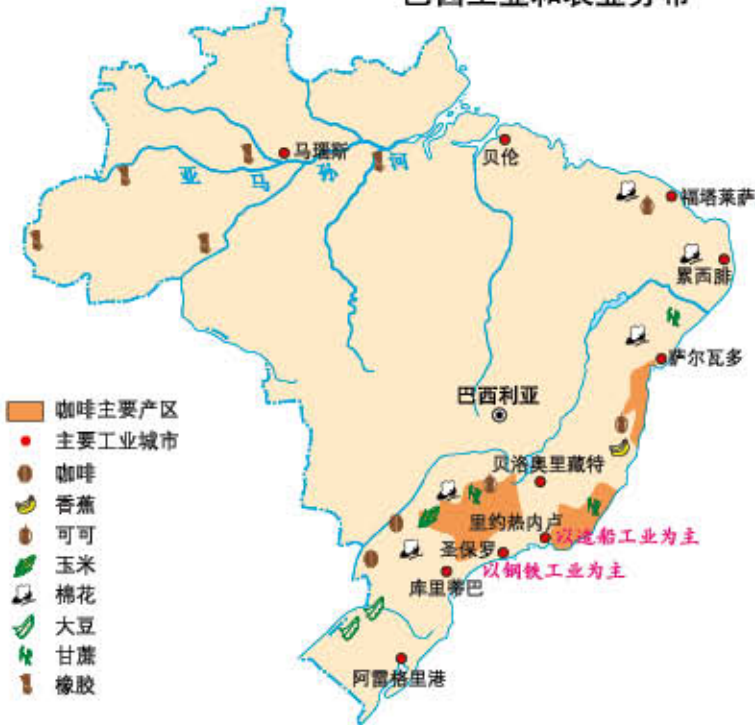 巴西工业和农业分布
马瑙斯
亚马孙河
贝伦
福塔莱萨
累西腓
萨尔瓦多
巴西利亚
贝洛奥里藏特
里约热内卢
以造船工业为主
圣保罗
以钢铁工业为主
库里蒂巴
阿雷格里港
咖啡主要产区
主要工业城市
咖啡
香蕉
可可
玉米
棉花
大豆
甘蔗
橡胶